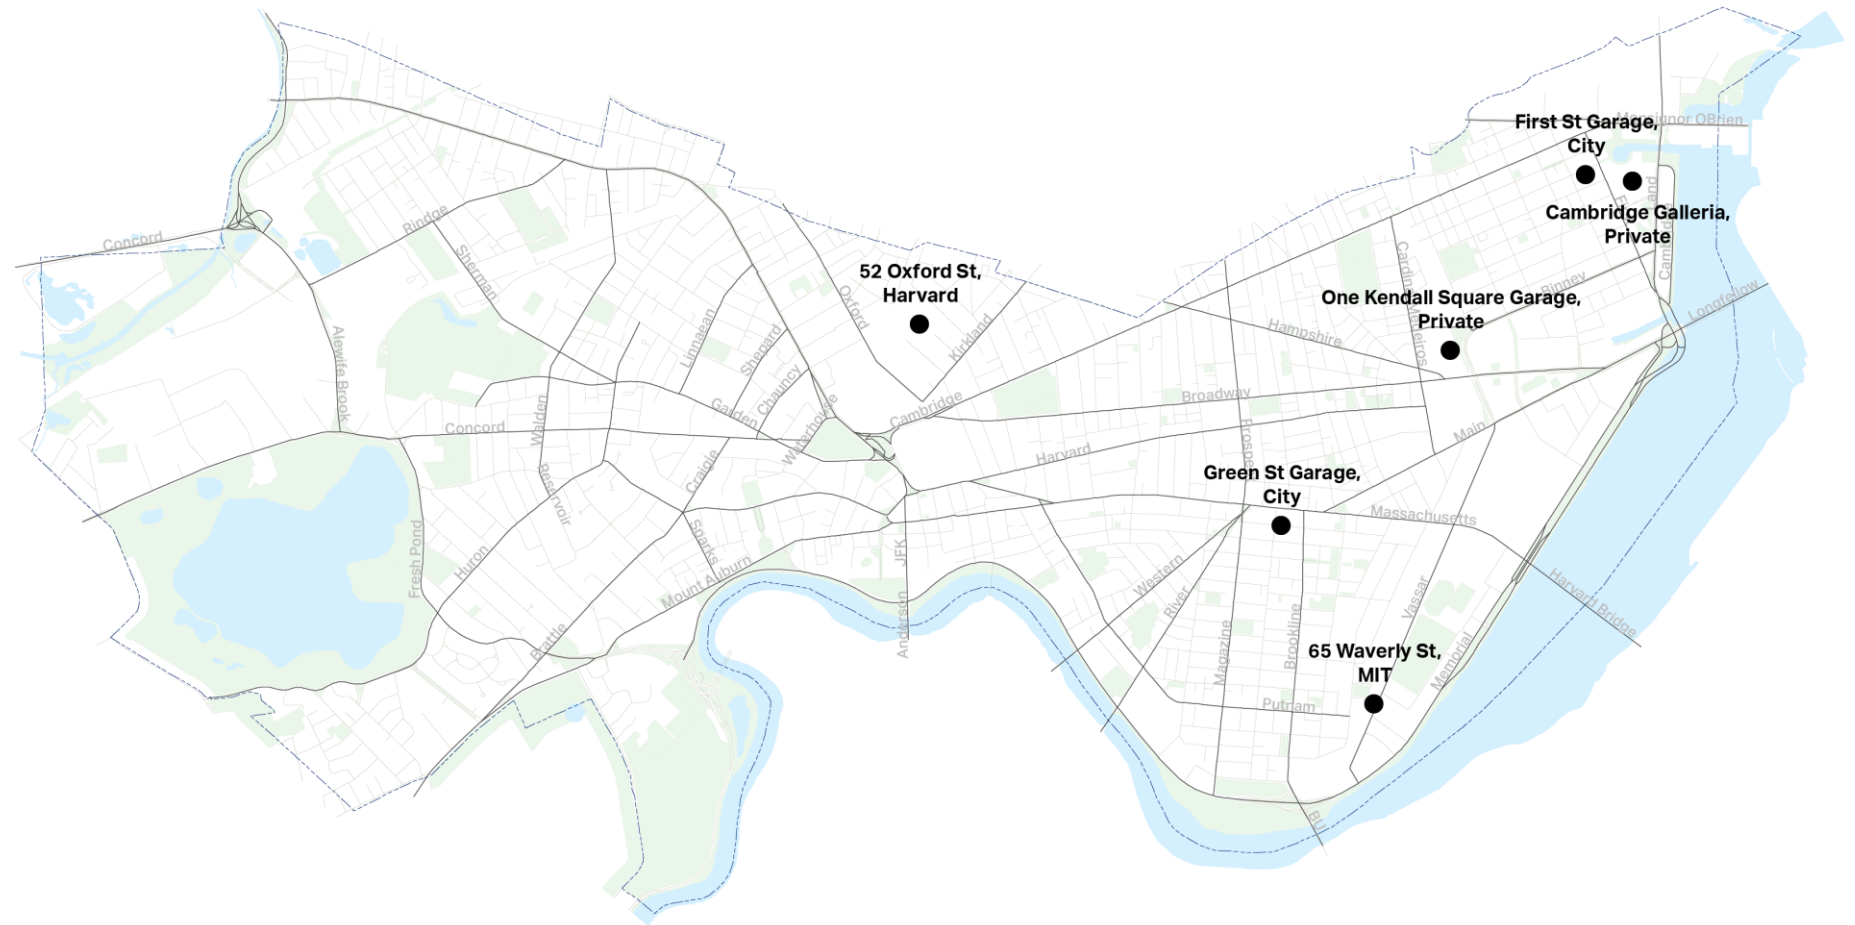 First St Garage,
City
Monsignor OBrien
Cambridge Galleria,
Private
52 Oxford St,
Harvard
One Kendall Square Garage,
Private
Green St Garage,
City
65 Waverly St,
MIT
Concord
Rindge
Sherman
Alewife Brook
Linnaean
Shepard
Chauncy
Garden
Waterhouse
Oxford
Kirkland
Cambridge
Hampshire
Binney
Longfellow
Broadway
Main
Harvard
Concord
Walden
Reservoir
Craigie
Sparks
Huron
Fresh Pond
Brattle
Mount Auburn
JFK
Anderson
Western
River
Magazine
Brookline
Putnam
Vassar
Memorial
Massachusetts
Harvard Bridge
BU